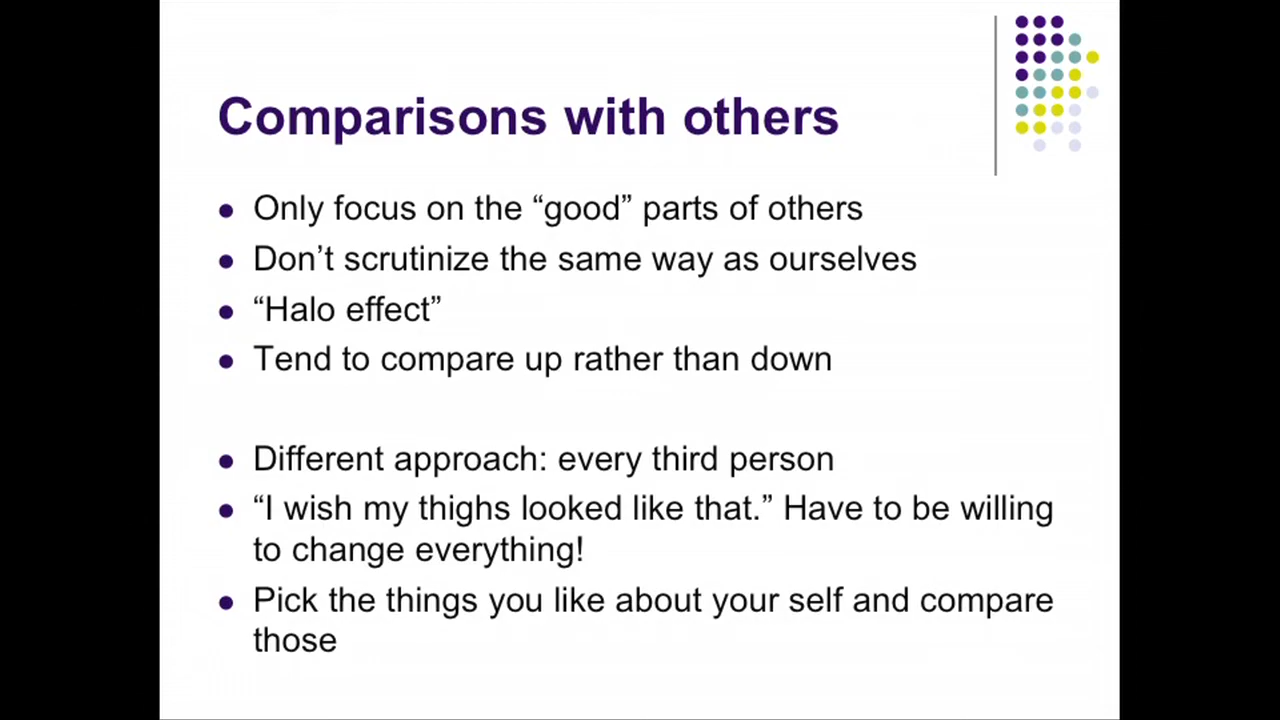 Comparisons with others
● Only focus on the “good” parts of others
● Don’t scrutinize the same way as ourselves
● “Halo effect”
● Tend to compare up rather than down
● Different approach: every third person
● “I wish my thighs looked like that.” Have to be willing
to change everything!
● Pick the things you like about your self and compare
those